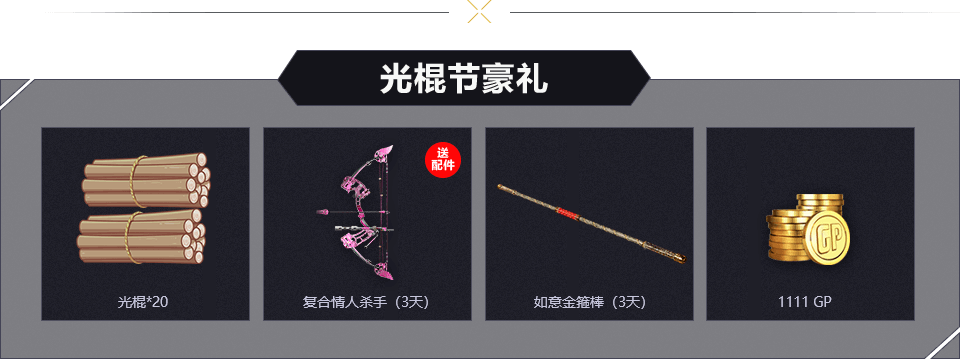 光棍节豪礼
送
配件
光棍*20
复合情人杀手（3天）
如意金箍棒（3天）
GP
1111 GP